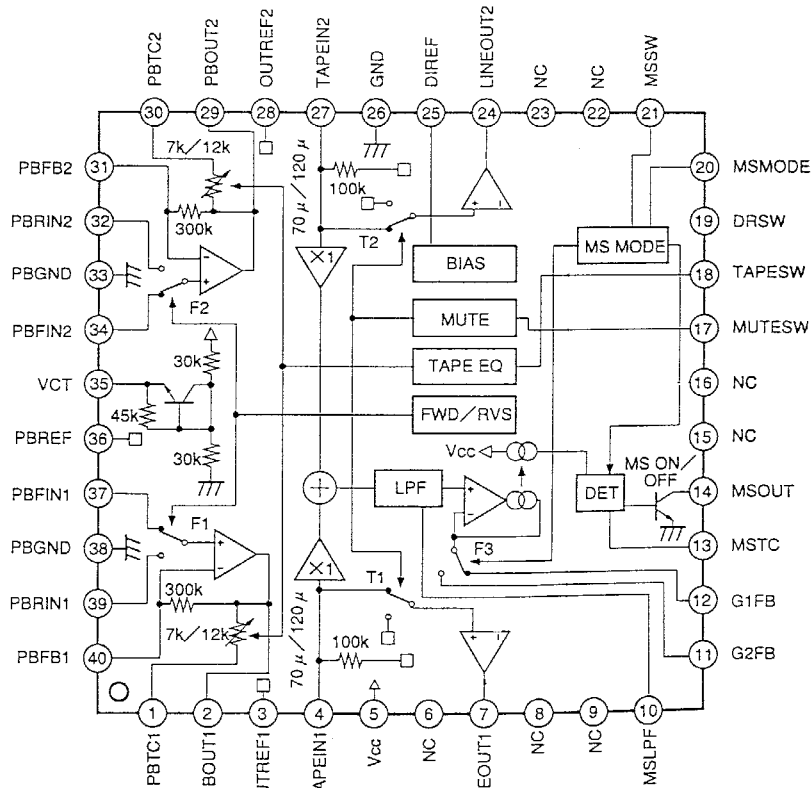 PBTC2
PBOUT2
OUTREF2
TAPEIN2
GND
DIREF
LINEOUT2
NC
NC
MSSW
30
29
28
27
26
25
24
23
22
21
PBFB2
31
7k/12k
70μ/120μ
100k
20
MSMODE
PBRIN2
32
300k
T2
MS MODE
19
DRSW
PBGND
33
×1
BIAS
18
TAPESW
PBFIN2
34
F2
MUTE
17
MUTESW
VCT
35
30k
TAPE EQ
16
NC
45k
FWD/RVS
15
NC
PBREF
36
30k
Vcc
MS ON/
OFF
PBFIN1
37
LPF
DET
14
MSOUT
PBGND
38
F1
F3
13
MSTC
×1
T1
PBRIN1
39
300k
12
G1FB
7k/12k
70μ/120μ
PBFB1
40
100k
11
G2FB
1
2
3
4
5
6
7
8
9
10
PBTC1
BOUT1
UTREF1
APEIN1
Vcc
NC
EOUT1
NC
NC
MSLPF